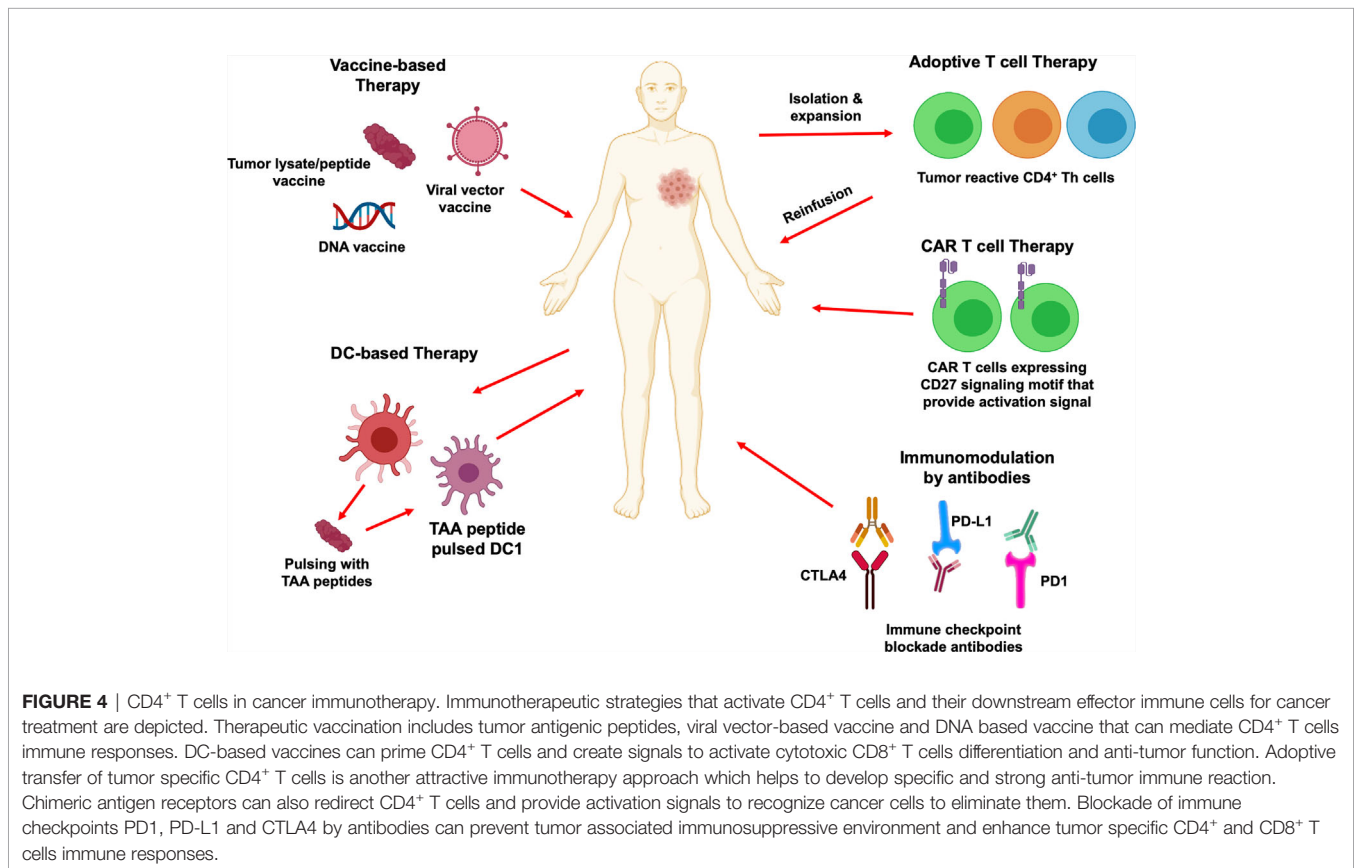 Vaccine-based
Therapy
Tumor lysate/peptide
vaccine
Viral vector
vaccine
DNA vaccine
Adoptive T cell Therapy
Isolation &
expansion
Tumor reactive CD4⁺ Th cells
Reinfusion
CAR T cell Therapy
CAR T cells expressing
CD27 signaling motif that
provide activation signal
DC-based Therapy
TAA peptide
pulsed DC1
Pulsing with
TAA peptides
Immunomodulation
by antibodies
PD-L1
CTLA4
PD1
Immune checkpoint
blockade antibodies
FIGURE 4 | CD4⁺ T cells in cancer immunotherapy. Immunotherapeutic strategies that activate CD4⁺ T cells and their downstream effector immune cells for cancer
treatment are depicted. Therapeutic vaccination includes tumor antigenic peptides, viral vector-based vaccine and DNA based vaccine that can mediate CD4⁺ T cells
immune responses. DC-based vaccines can prime CD4⁺ T cells and create signals to activate cytotoxic CD8⁺ T cells differentiation and anti-tumor function. Adoptive
transfer of tumor specific CD4⁺ T cells is another attractive immunotherapy approach which helps to develop specific and strong anti-tumor immune reaction.
Chimeric antigen receptors can also redirect CD4⁺ T cells and provide activation signals to recognize cancer cells to eliminate them. Blockade of immune
checkpoints PD1, PD-L1 and CTLA4 by antibodies can prevent tumor associated immunosuppressive environment and enhance tumor specific CD4⁺ and CD8⁺ T
cells immune responses.